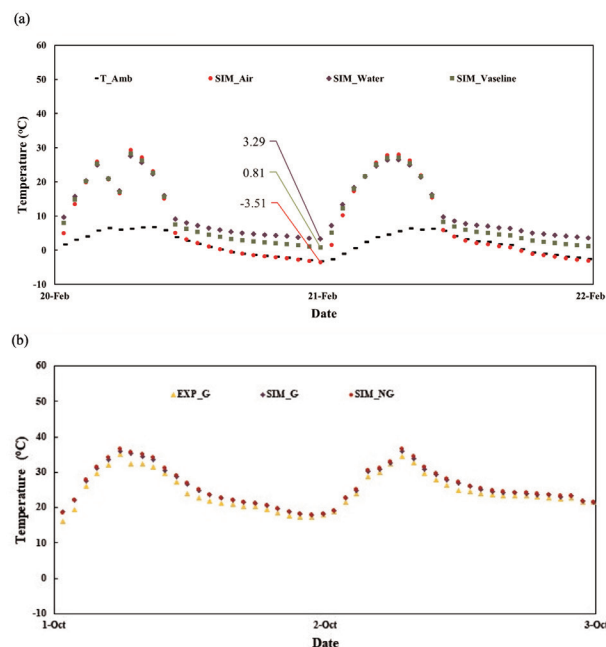 (a)
60
50
40
30
20
10
0
-10
Temperature (°C)
T_Amb SIM_Air SIM_Water SIM_Vaseline
3.29
0.81
-3.51
20-Feb 21-Feb 22-Feb
Date
(b)
60
50
40
30
20
10
0
-10
Temperature (°C)
EXP_G SIM_G SIM_NG
1-Oct 2-Oct 3-Oct
Date